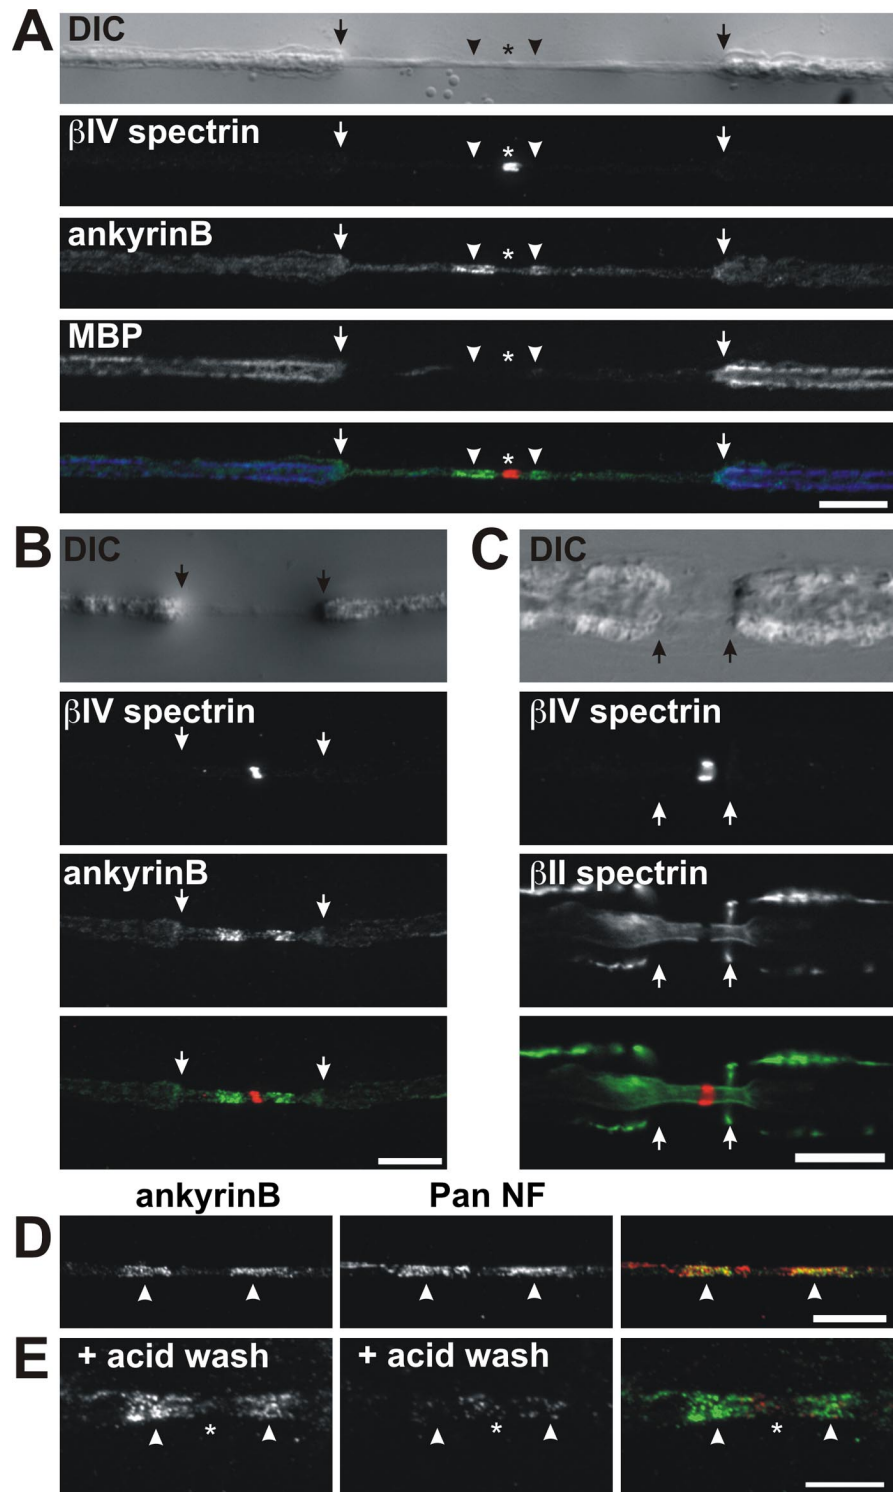 A
DIC
*
βIV spectrin
*
ankyrinB
*
MBP
*
*
B
DIC
βIV spectrin
ankyrinB
C
DIC
βIV spectrin
βII spectrin
ankyrinB Pan NF
D
E
+ acid wash + acid wash
* * *